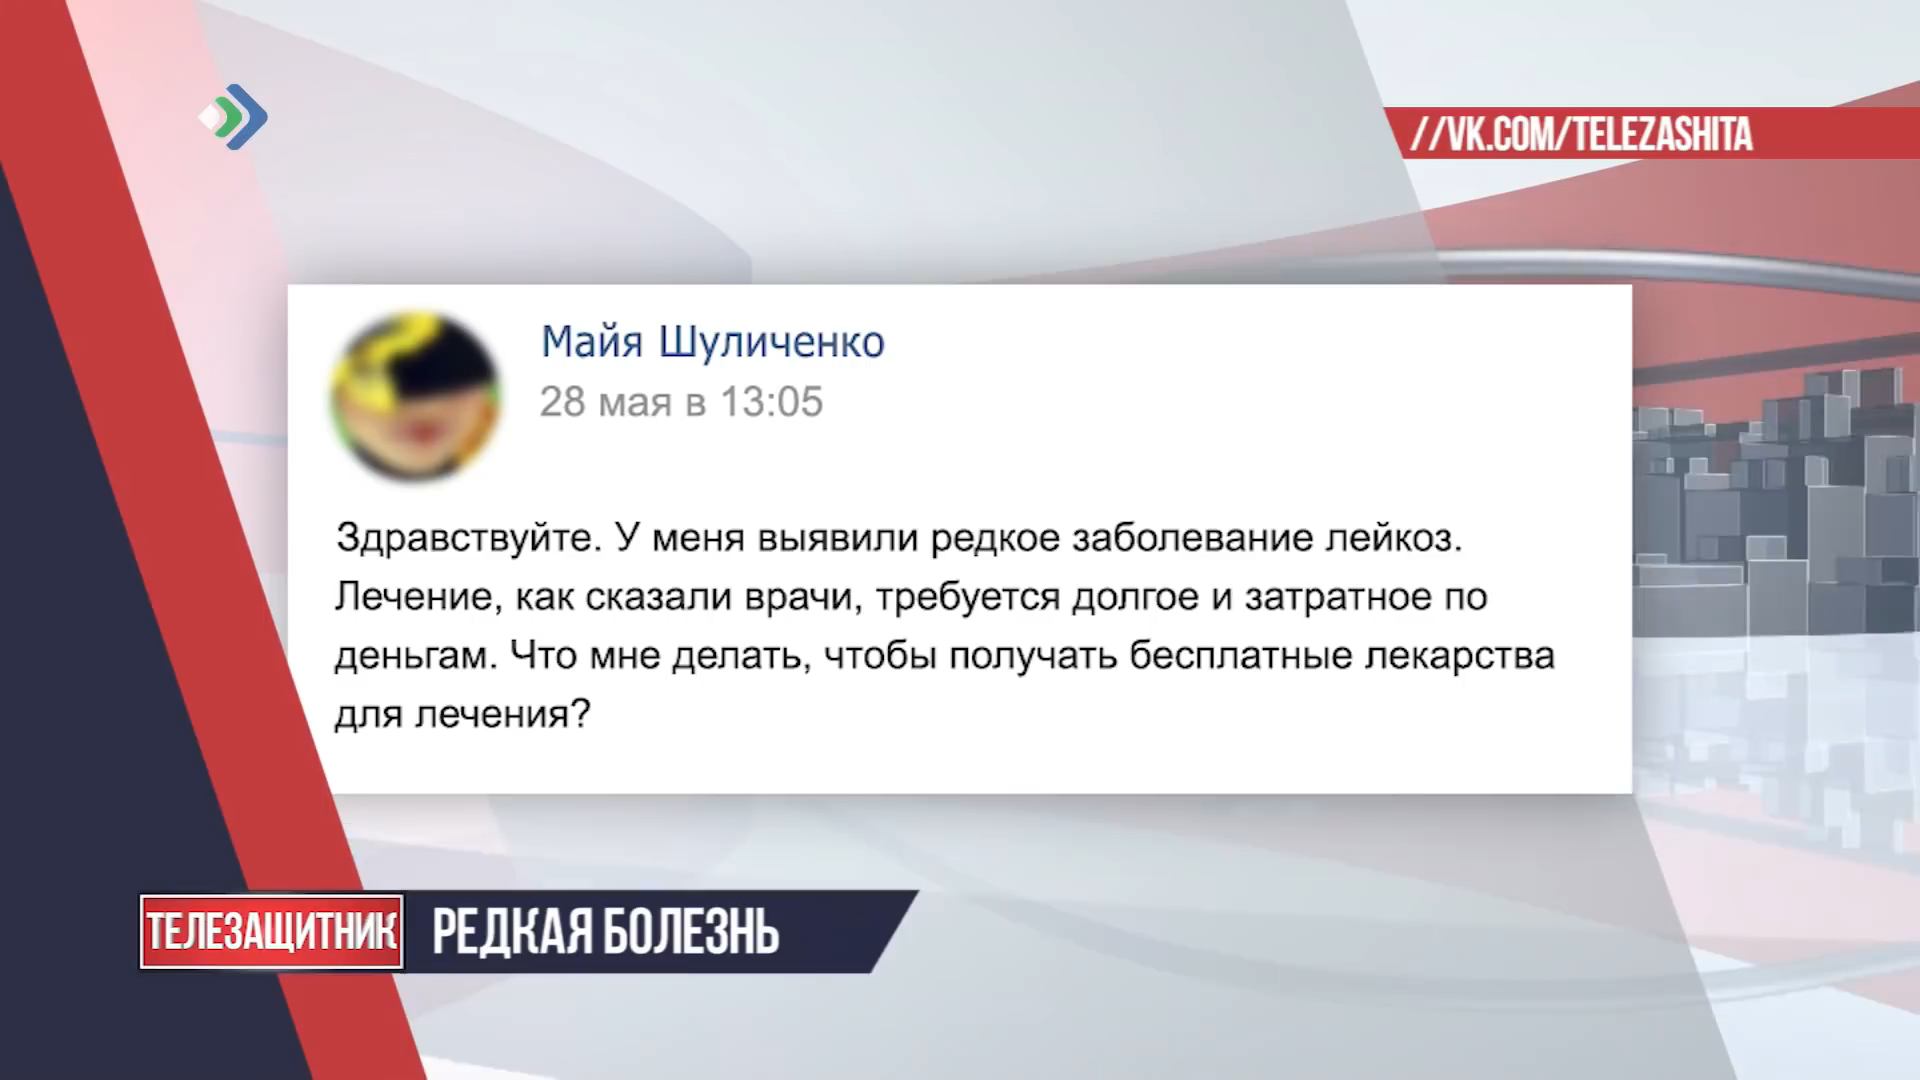 //VK.COM/TELEZASHITA
Майя Шуличенко
28 мая в 13:05
Здравствуйте. У меня выявили редкое заболевание лейкоз.
Лечение, как сказали врачи, требуется долгое и затратное по
деньгам. Что мне делать, чтобы получать бесплатные лекарства
для лечения?
ТЕЛЕЗАЩИТНИК РЕДКАЯ БОЛЕЗНЬ